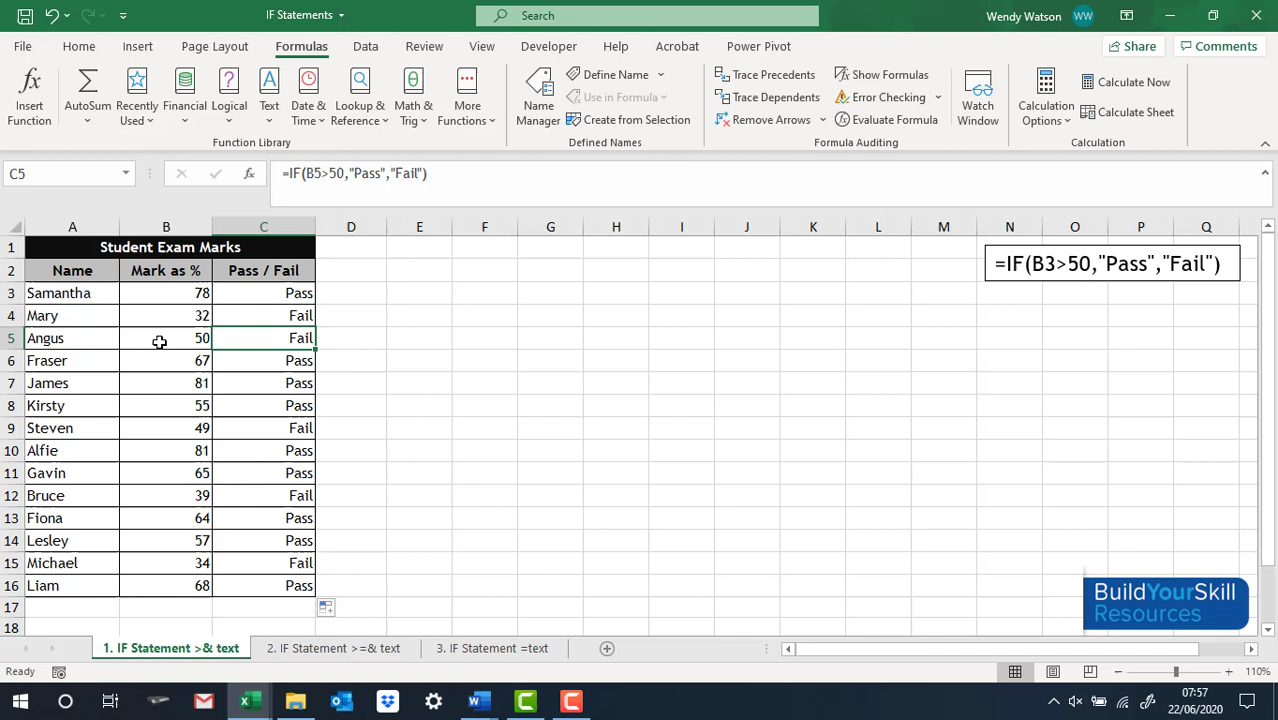 IF Statements
Search
Wendy Watson WW
File Home Insert Page Layout Formulas Data Review View Developer Help Acrobat Power Pivot Share Comments
Insert Function
AutoSum
Recently Used
Financial
Logical
Text
Date & Time
Lookup & Reference
Math & Trig
More Functions
Function Library
Name Manager
Define Name
Use in Formula
Create from Selection
Defined Names
Trace Precedents
Trace Dependents
Remove Arrows
Show Formulas
Error Checking
Evaluate Formula
Formula Auditing
Watch Window
Calculation Options
Calculate Now
Calculate Sheet
Calculation
C5 fx =IF(B5>50,"Pass","Fail")
A B C D E F G H I J K L M N O P Q
1 Student Exam Marks
2 Name Mark as % Pass / Fail
=IF(B3>50,"Pass","Fail")
3 Samantha 78 Pass
4 Mary 32 Fail
5 Angus 50 Fail
6 Fraser 67 Pass
7 James 81 Pass
8 Kirsty 55 Pass
9 Steven 49 Fail
10 Alfie 81 Pass
11 Gavin 65 Pass
12 Bruce 39 Fail
13 Fiona 64 Pass
14 Lesley 57 Pass
15 Michael 34 Fail
16 Liam 68 Pass
17
18
BuildYourSkill
Resources
1. IF Statement >& text 2. IF Statement >=& text 3. IF Statement =text
Ready 110%
07:57
22/06/2020